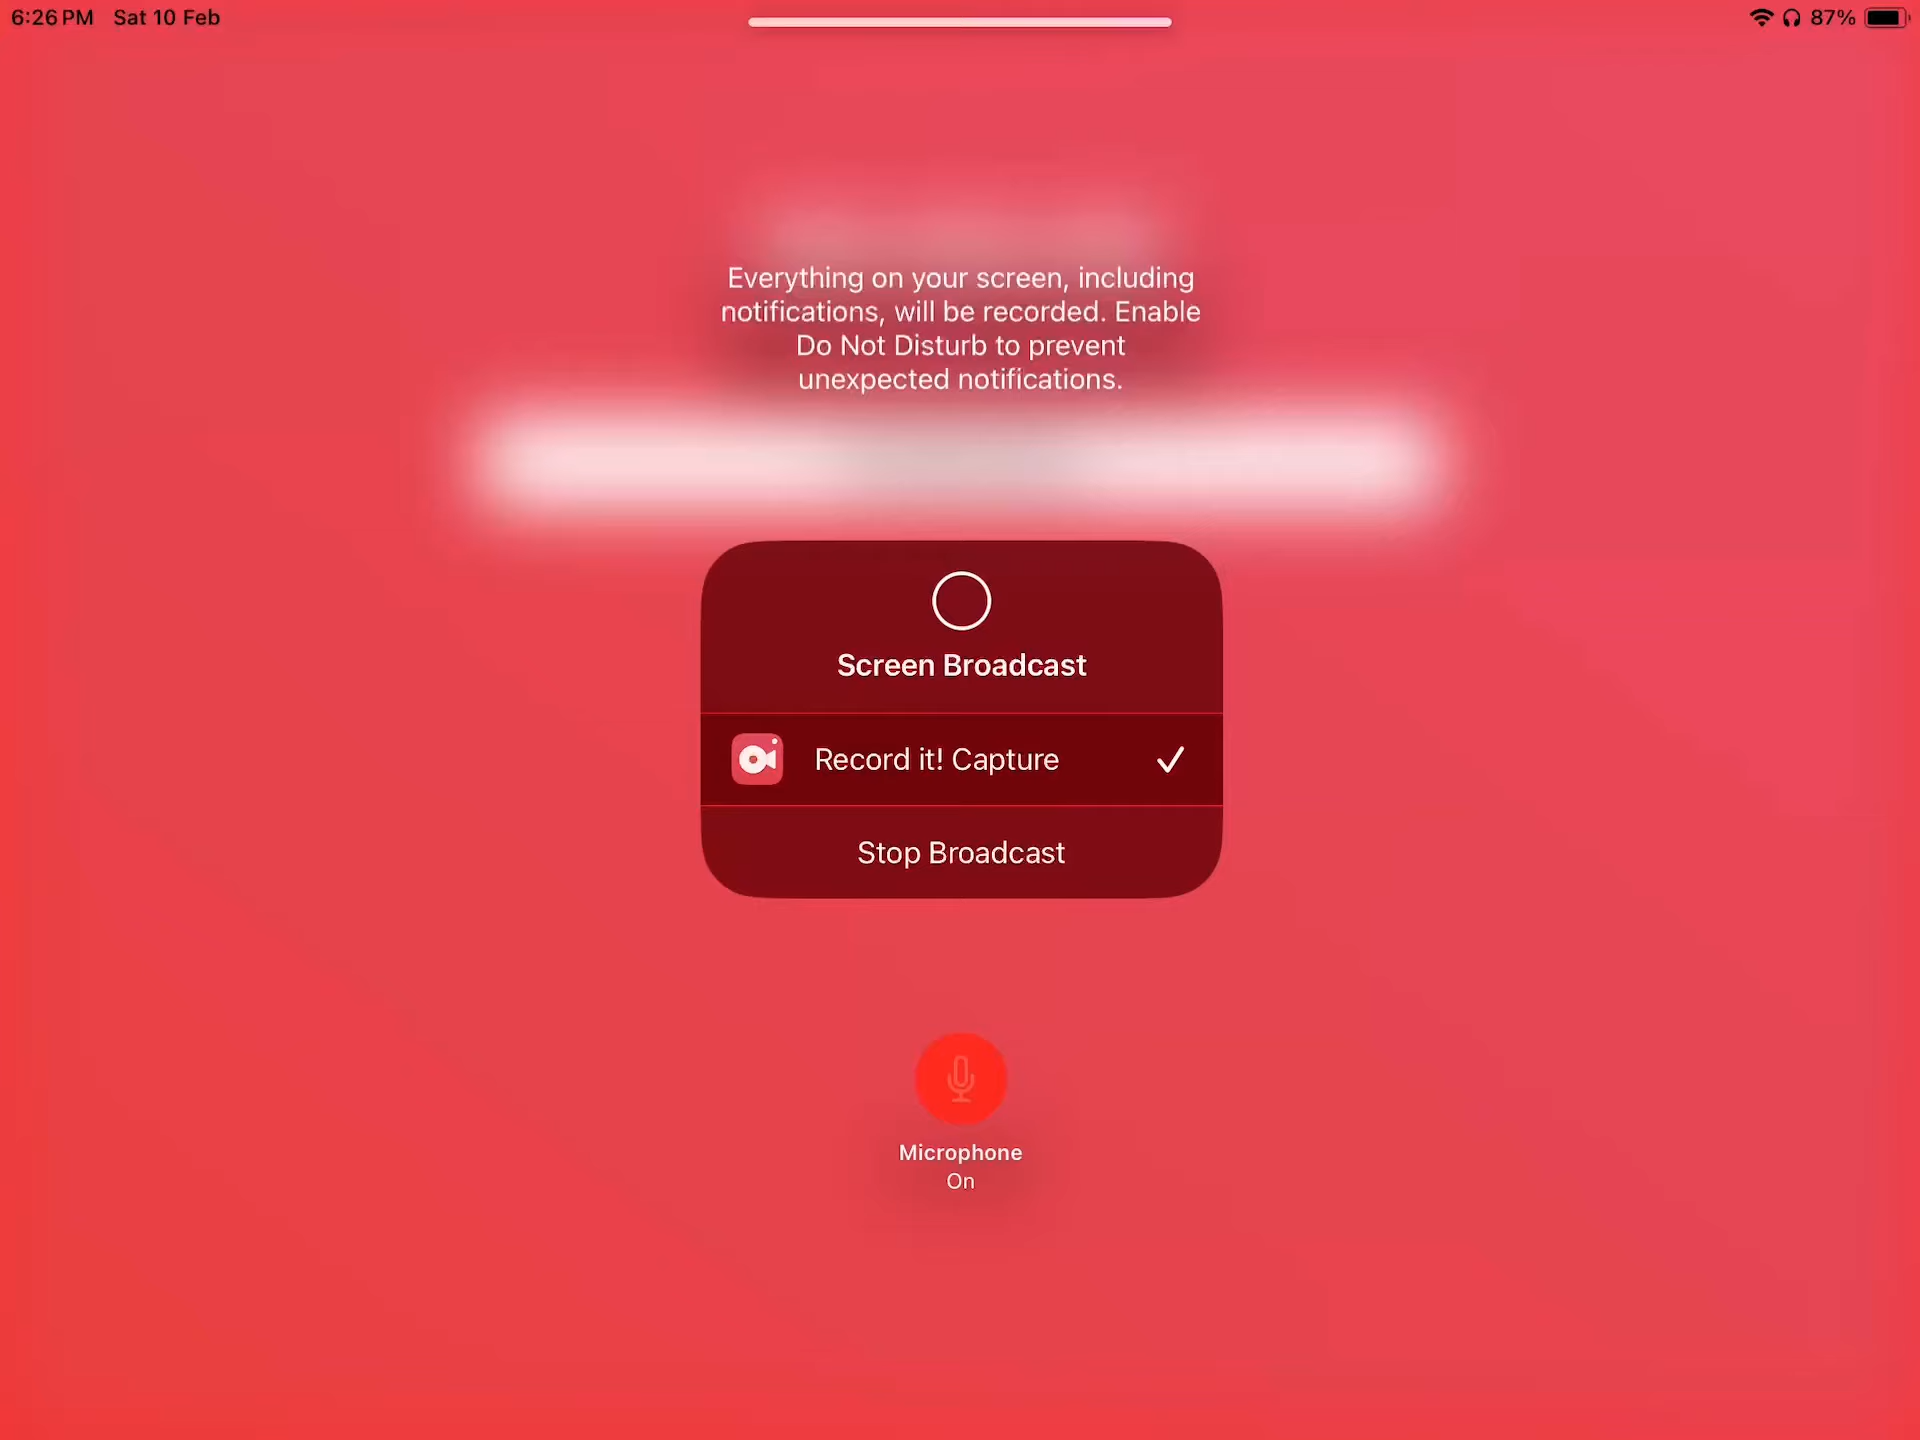 6:26 PM Sat 10 Feb
87%
Everything on your screen, including
notifications, will be recorded. Enable
Do Not Disturb to prevent
unexpected notifications.
Screen Broadcast
Record it! Capture
Stop Broadcast
Microphone
On